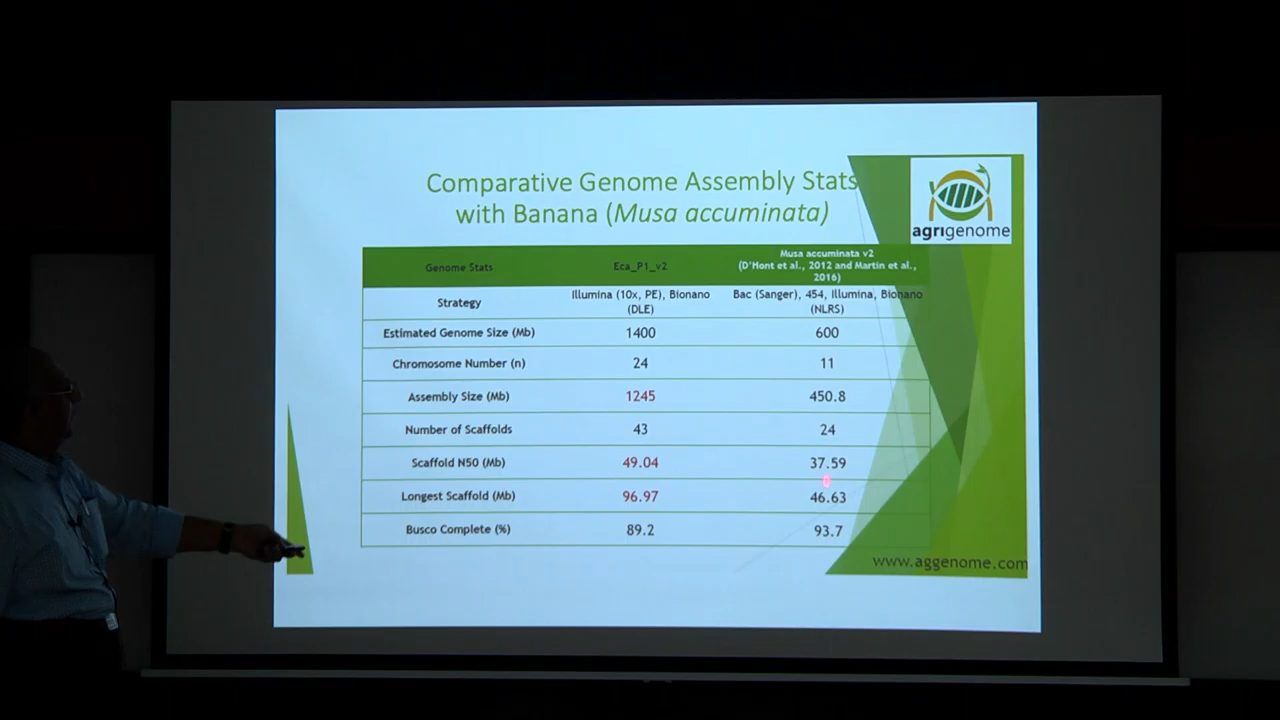 Comparative Genome Assembly Stats
with Banana (Musa accuminata)
agrigenome
Genome Stats Eca_P1_v2 Musa accuminata v2
(D'Hont et al., 2012 and Martin et al.,
2016)
Strategy Illumina (10x, PE), Bionano Bac (Sanger), 454, Illumina, Bionano
(DLE) (NLRS)
Estimated Genome Size (Mb) 1400 600
Chromosome Number (n) 24 11
Assembly Size (Mb) 1245 450.8
Number of Scaffolds 43 24
Scaffold N50 (Mb) 49.04 37.59
Longest Scaffold (Mb) 96.97 46.63
Busco Complete (%) 89.2 93.7
www.aggenome.com